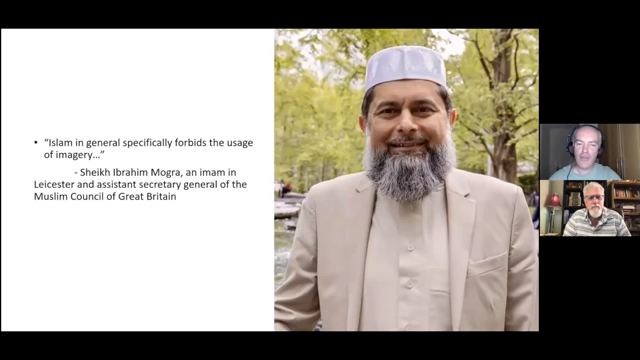 • “Islam in general specifically forbids the usage
of imagery…”
- Sheikh Ibrahim Mogra, an imam in
Leicester and assistant secretary general of the
Muslim Council of Great Britain